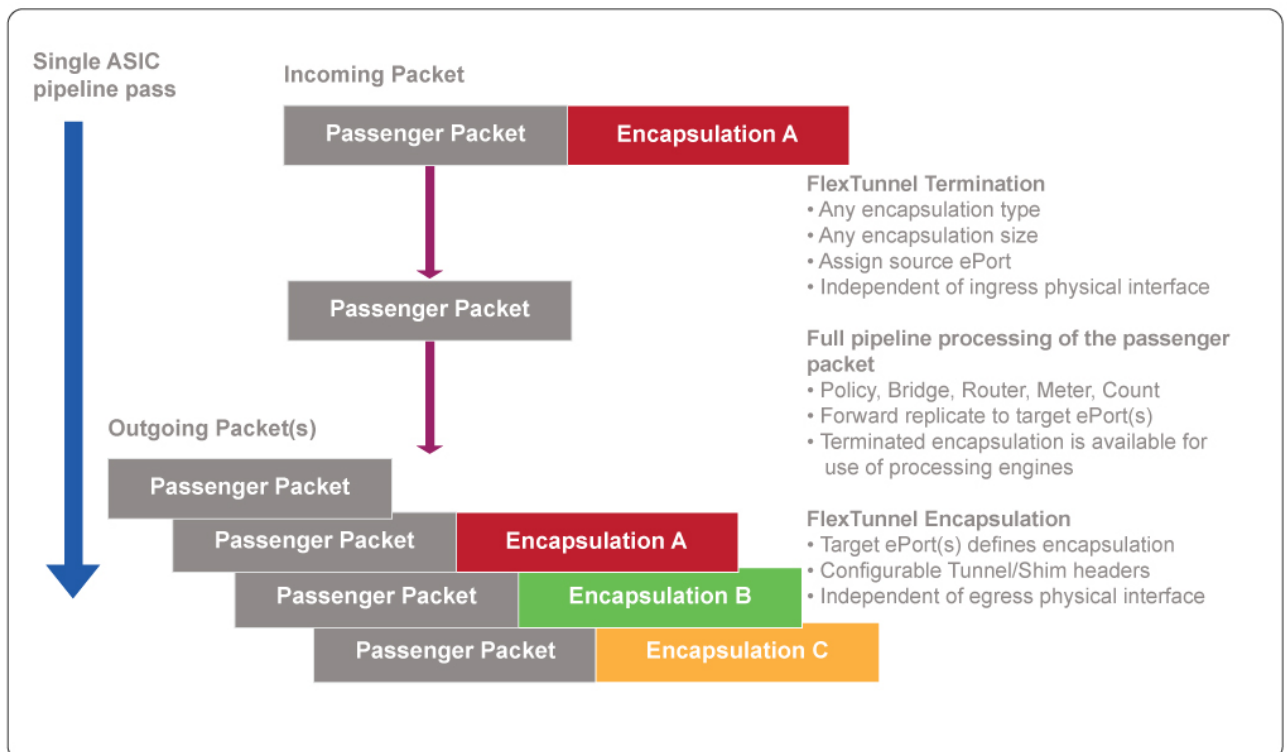 Single ASIC
pipeline pass
Incoming Packet
Passenger Packet
Encapsulation A
FlexTunnel Termination
• Any encapsulation type
• Any encapsulation size
• Assign source ePort
• Independent of ingress physical interface
Passenger Packet
Full pipeline processing of the passenger
packet
• Policy, Bridge, Router, Meter, Count
• Forward replicate to target ePort(s)
• Terminated encapsulation is available for
use of processing engines
Outgoing Packet(s)
Passenger Packet
Passenger Packet
Encapsulation A
Passenger Packet
Encapsulation B
Passenger Packet
Encapsulation C
FlexTunnel Encapsulation
• Target ePort(s) defines encapsulation
• Configurable Tunnel/Shim headers
• Independent of egress physical interface